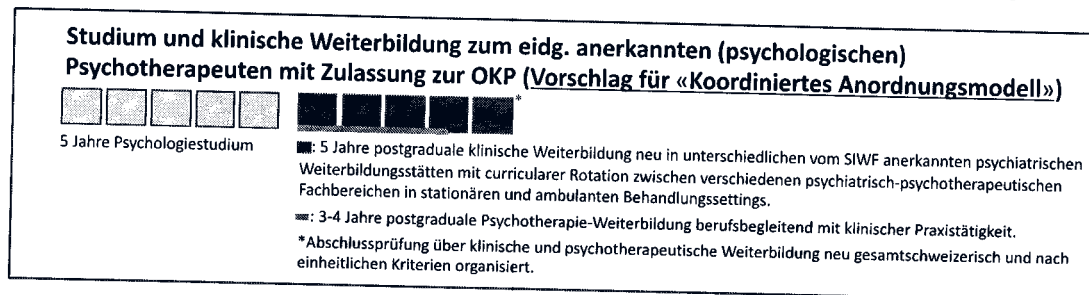 Studium und klinische Weiterbildung zum eidg. anerkannten (psychologischen)
Psychotherapeuten mit Zulassung zur OKP (Vorschlag für «Koordiniertes Anordnungsmodell»)
*
5 Jahre Psychologiestudium
: 5 Jahre postgraduale klinische Weiterbildung neu in unterschiedlichen vom SIWF anerkannten psychiatrischen
Weiterbildungsstätten mit curricularer Rotation zwischen verschiedenen psychiatrisch-psychotherapeutischen
Fachbereichen in stationären und ambulanten Behandlungssettings.
: 3-4 Jahre postgraduale Psychotherapie-Weiterbildung berufsbegleitend mit klinischer Praxistätigkeit.
*Abschlussprüfung über klinische und psychotherapeutische Weiterbildung neu gesamtschweizerisch und nach
einheitlichen Kriterien organisiert.